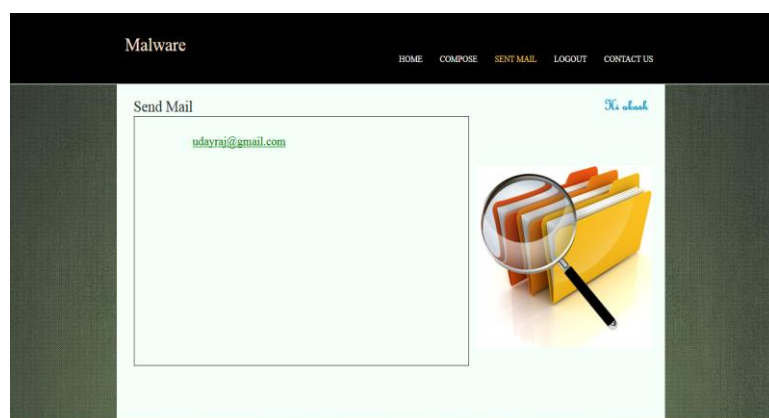 Malware
HOME COMPOSE SENT MAIL LOGOUT CONTACT US
Send Mail
Hi akash
udayraj@gmail.com